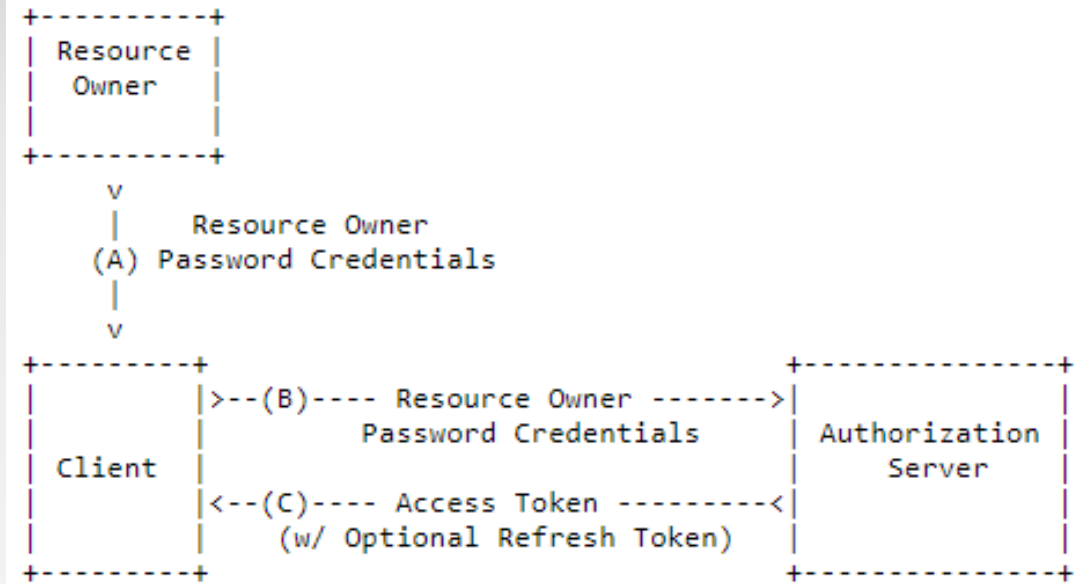 +----------+
| Resource |
|  Owner   |
|          |
+----------+
     v
     |    Resource Owner
    (A) Password Credentials
     |
     v
+---------+                                  +---------------+
|         |>--(B)---- Resource Owner ------->|               |
|         |         Password Credentials     | Authorization |
| Client  |                                  |     Server    |
|         |<--(C)---- Access Token ---------<|               |
|         |    (w/ Optional Refresh Token)   |               |
+---------+                                  +---------------+